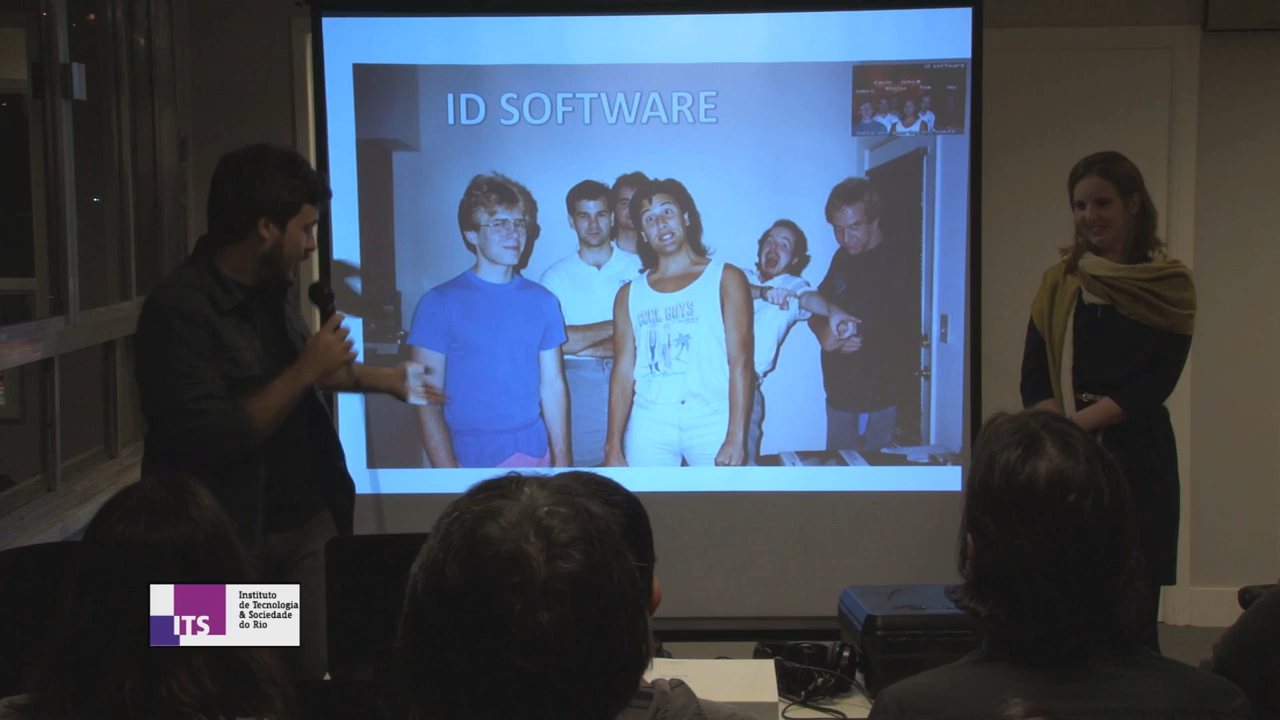 ID SOFTWARE
COOL GUYS
ITS
Instituto
de Tecnologia
& Sociedade
do Rio